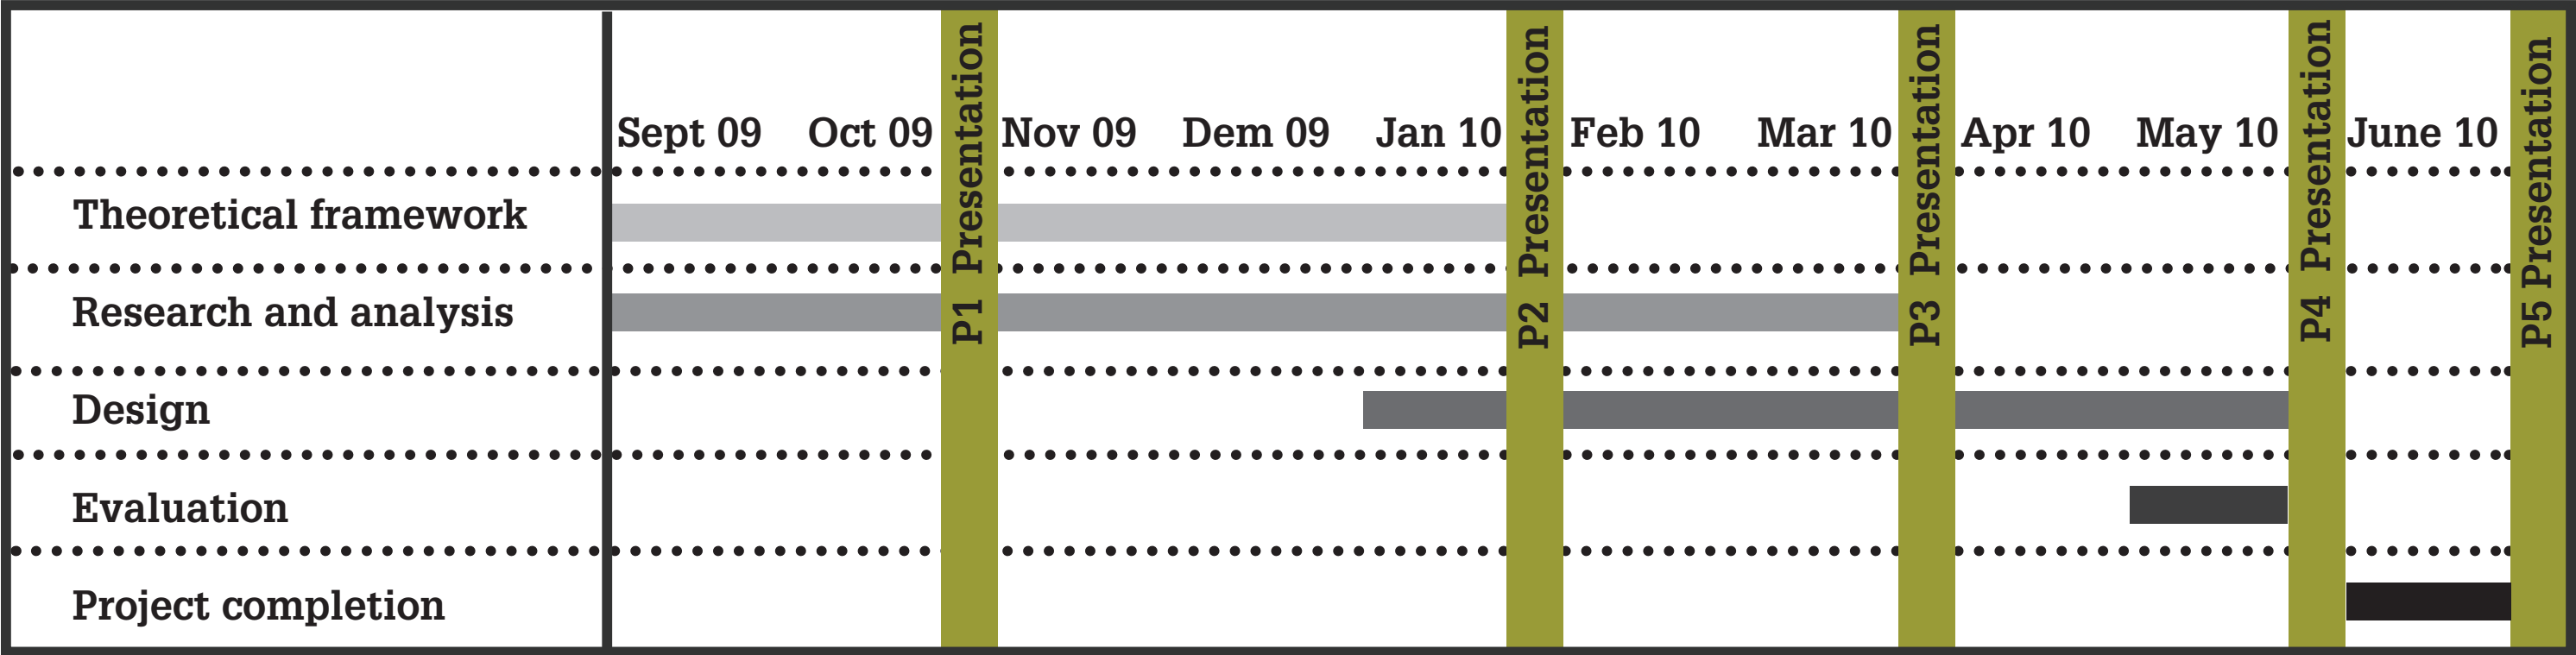 Sept 09 Oct 09 P1 Presentation Nov 09 Dem 09 Jan 10 P2 Presentation Feb 10 Mar 10 P3 Presentation Apr 10 May 10 P4 Presentation June 10 P5 Presentation
Theoretical framework
Research and analysis
Design
Evaluation
Project completion